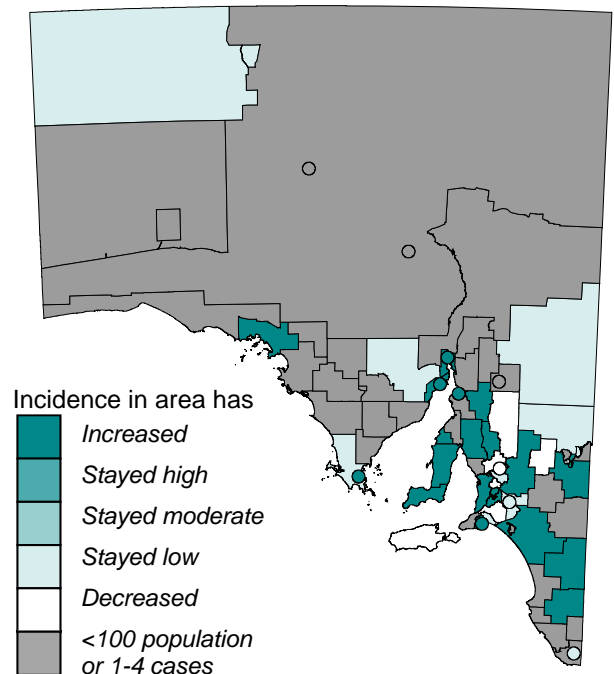 Incidence in area has
Increased
Stayed high
Stayed moderate
Stayed low
Decreased
<100 population
or 1-4 cases